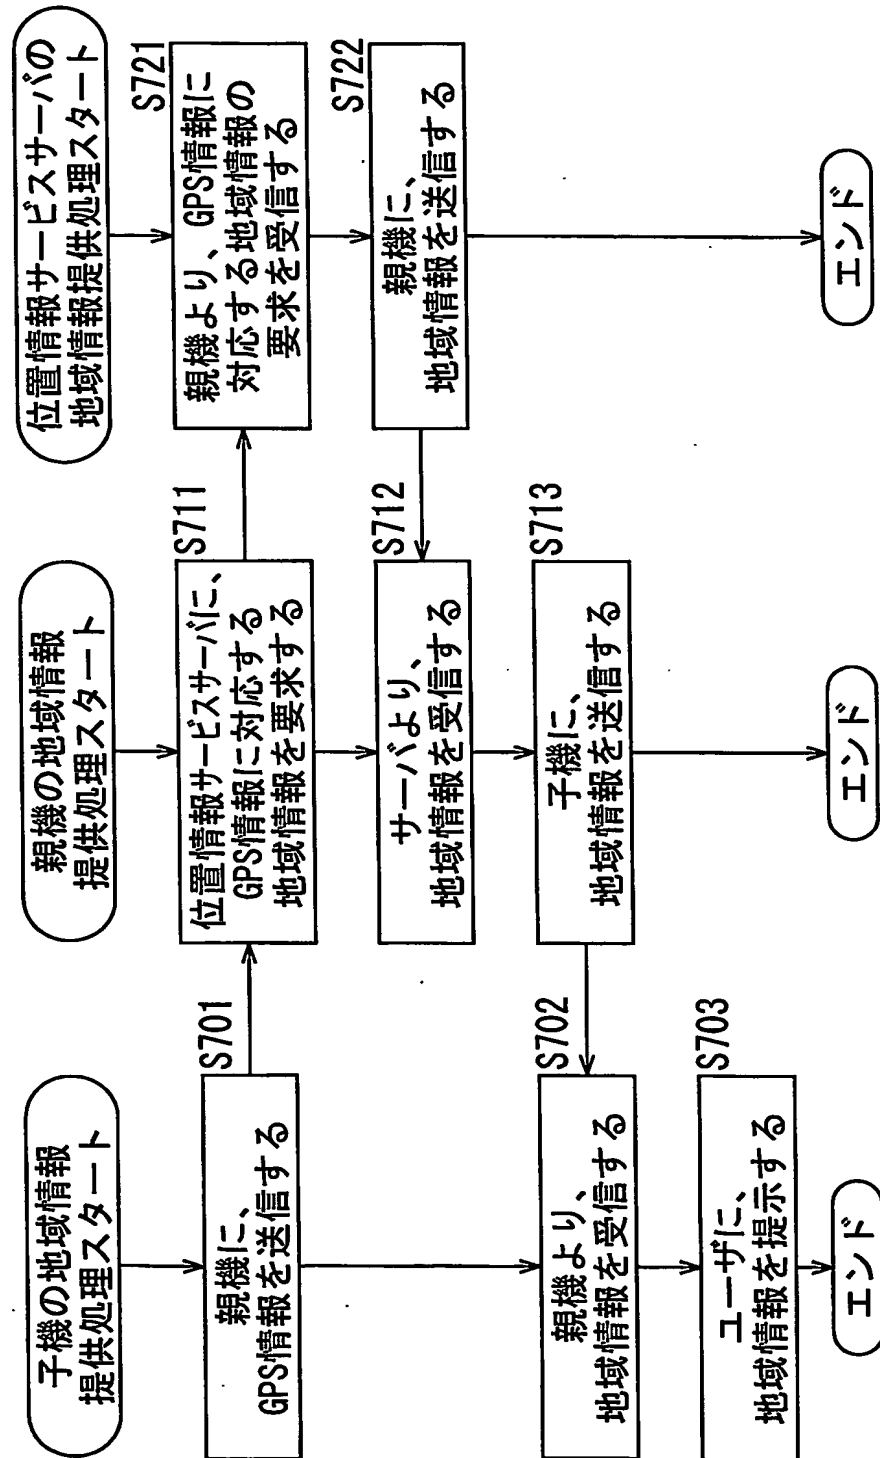 子機の地域情報
提供処理スタート
S701
親機に、
GPS情報を送信する
S702
親機より、
地域情報を受信する
S703
ユーザに、
地域情報を提示する
エンド
親機の地域情報
提供処理スタート
S711
位置情報サービスサーバに、
GPS情報に対応する
地域情報を要求する
S712
サーバより、
地域情報を受信する
S713
子機に、
地域情報を送信する
エンド
位置情報サービスサーバの
地域情報提供処理スタート
S721
親機より、GPS情報に
対応する地域情報の
要求を受信する
S722
親機に、
地域情報を送信する
エンド